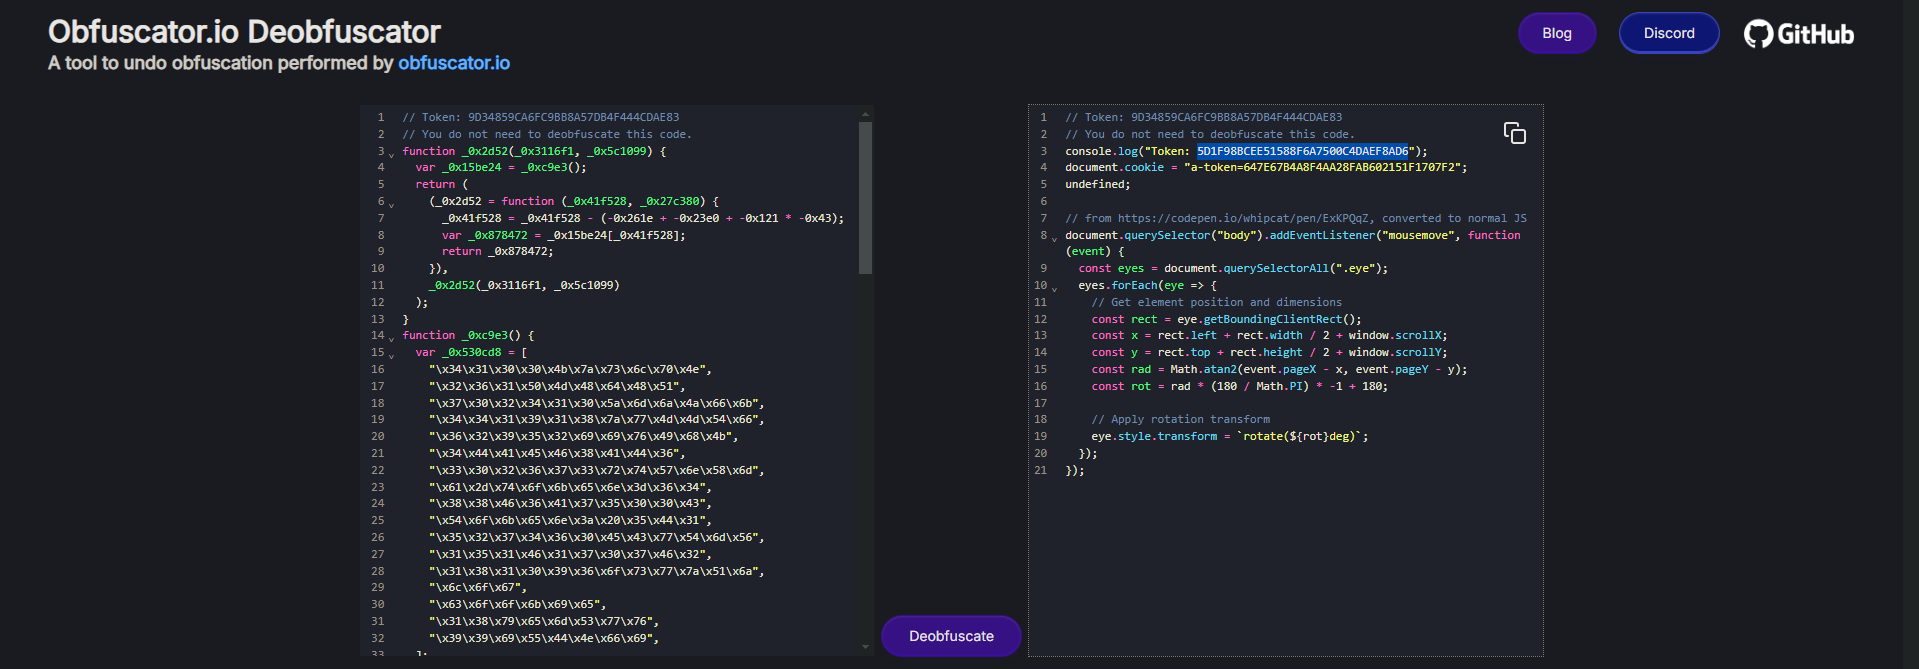 Obfuscator.io Deobfuscator
A tool to undo obfuscation performed by obfuscator.io
Blog
Discord
GitHub
1 // Token: 9D34859CA6FC9BB8A57DB4F444CDAE83
2 // You do not need to deobfuscate this code.
3 function _0x2d52(_0x3116f1, _0x5c1099) {
4   var _0x15be24 = _0xc9e3();
5   return (
6     (_0x2d52 = function (_0x41f528, _0x27c380) {
7       _0x41f528 = _0x41f528 - (-0x261e + -0x23e0 + -0x121 * -0x43);
8       var _0x878472 = _0x15be24[_0x41f528];
9       return _0x878472;
10     }),
11     _0x2d52(_0x3116f1, _0x5c1099)
12   );
13 }
14 function _0xc9e3() {
15   var _0x530cd8 = [
16     "\x34\x31\x30\x30\x4b\x7a\x73\x6c\x70\x4e",
17     "\x32\x36\x31\x50\x4d\x48\x64\x48\x51",
18     "\x37\x30\x32\x34\x31\x30\x5a\x6d\x6a\x4a\x66\x6b",
19     "\x34\x34\x31\x39\x31\x38\x7a\x77\x4d\x4d\x54\x66",
20     "\x36\x32\x39\x35\x32\x69\x69\x76\x49\x68\x4b",
21     "\x34\x44\x41\x45\x46\x38\x41\x44\x36",
22     "\x33\x30\x32\x36\x37\x33\x72\x74\x57\x6e\x58\x6d",
23     "\x61\x2d\x74\x6f\x6b\x65\x6e\x3d\x36\x34",
24     "\x38\x38\x46\x36\x41\x37\x35\x30\x30\x43",
25     "\x54\x6f\x6b\x65\x6e\x3a\x20\x35\x44\x31",
26     "\x35\x32\x37\x34\x36\x30\x45\x43\x77\x54\x6d\x56",
27     "\x31\x35\x31\x46\x31\x37\x30\x37\x46\x32",
28     "\x31\x38\x31\x30\x39\x36\x6f\x73\x77\x7a\x51\x6a",
29     "\x6c\x6f\x67",
30     "\x63\x6f\x6f\x6b\x69\x65",
31     "\x31\x38\x79\x65\x6d\x53\x77\x76",
32     "\x39\x39\x69\x55\x44\x4e\x66\x69",
33   ];
Deobfuscate
1 // Token: 9D34859CA6FC9BB8A57DB4F444CDAE83
2 // You do not need to deobfuscate this code.
3 console.log("Token: 5D1F98BCEE51588F6A7500C4DAEF8AD6");
4 document.cookie = "a-token=647E67B4A8F4AA28FAB602151F1707F2";
5 undefined;
6
7 // from https://codepen.io/whipcat/pen/ExKPQqZ, converted to normal JS
8 document.querySelector("body").addEventListener("mousemove", function
(event) {
9   const eyes = document.querySelectorAll(".eye");
10   eyes.forEach(eye => {
11     // Get element position and dimensions
12     const rect = eye.getBoundingClientRect();
13     const x = rect.left + rect.width / 2 + window.scrollX;
14     const y = rect.top + rect.height / 2 + window.scrollY;
15     const rad = Math.atan2(event.pageX - x, event.pageY - y);
16     const rot = rad * (180 / Math.PI) * -1 + 180;
17
18     // Apply rotation transform
19     eye.style.transform = `rotate(${rot}deg)`;
20   });
21 });